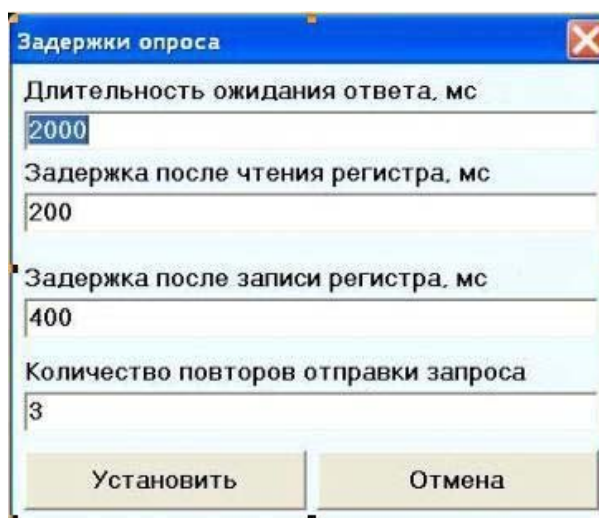 Задержки опроса
Длительность ожидания ответа, мс
2000
Задержка после чтения регистра, мс
200
Задержка после записи регистра, мс
400
Количество повторов отправки запроса
3
Установить Отмена